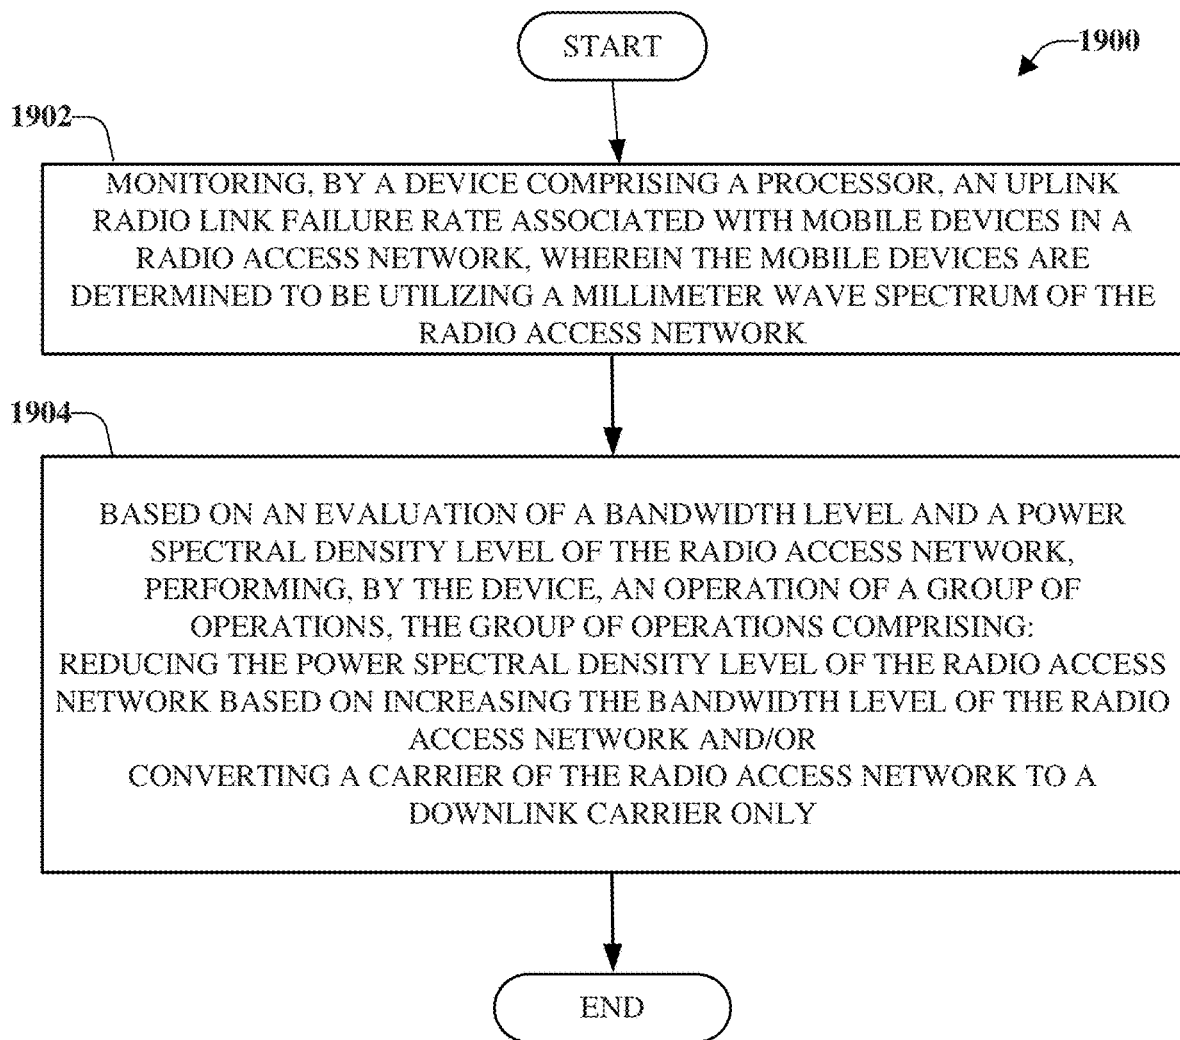 START
1900
1902
MONITORING, BY A DEVICE COMPRISING A PROCESSOR, AN UPLINK
RADIO LINK FAILURE RATE ASSOCIATED WITH MOBILE DEVICES IN A
RADIO ACCESS NETWORK, WHEREIN THE MOBILE DEVICES ARE
DETERMINED TO BE UTILIZING A MILLIMETER WAVE SPECTRUM OF THE
RADIO ACCESS NETWORK
1904
BASED ON AN EVALUATION OF A BANDWIDTH LEVEL AND A POWER
SPECTRAL DENSITY LEVEL OF THE RADIO ACCESS NETWORK,
PERFORMING, BY THE DEVICE, AN OPERATION OF A GROUP OF
OPERATIONS, THE GROUP OF OPERATIONS COMPRISING:
REDUCING THE POWER SPECTRAL DENSITY LEVEL OF THE RADIO ACCESS
NETWORK BASED ON INCREASING THE BANDWIDTH LEVEL OF THE RADIO
ACCESS NETWORK AND/OR
CONVERTING A CARRIER OF THE RADIO ACCESS NETWORK TO A
DOWNLINK CARRIER ONLY
END